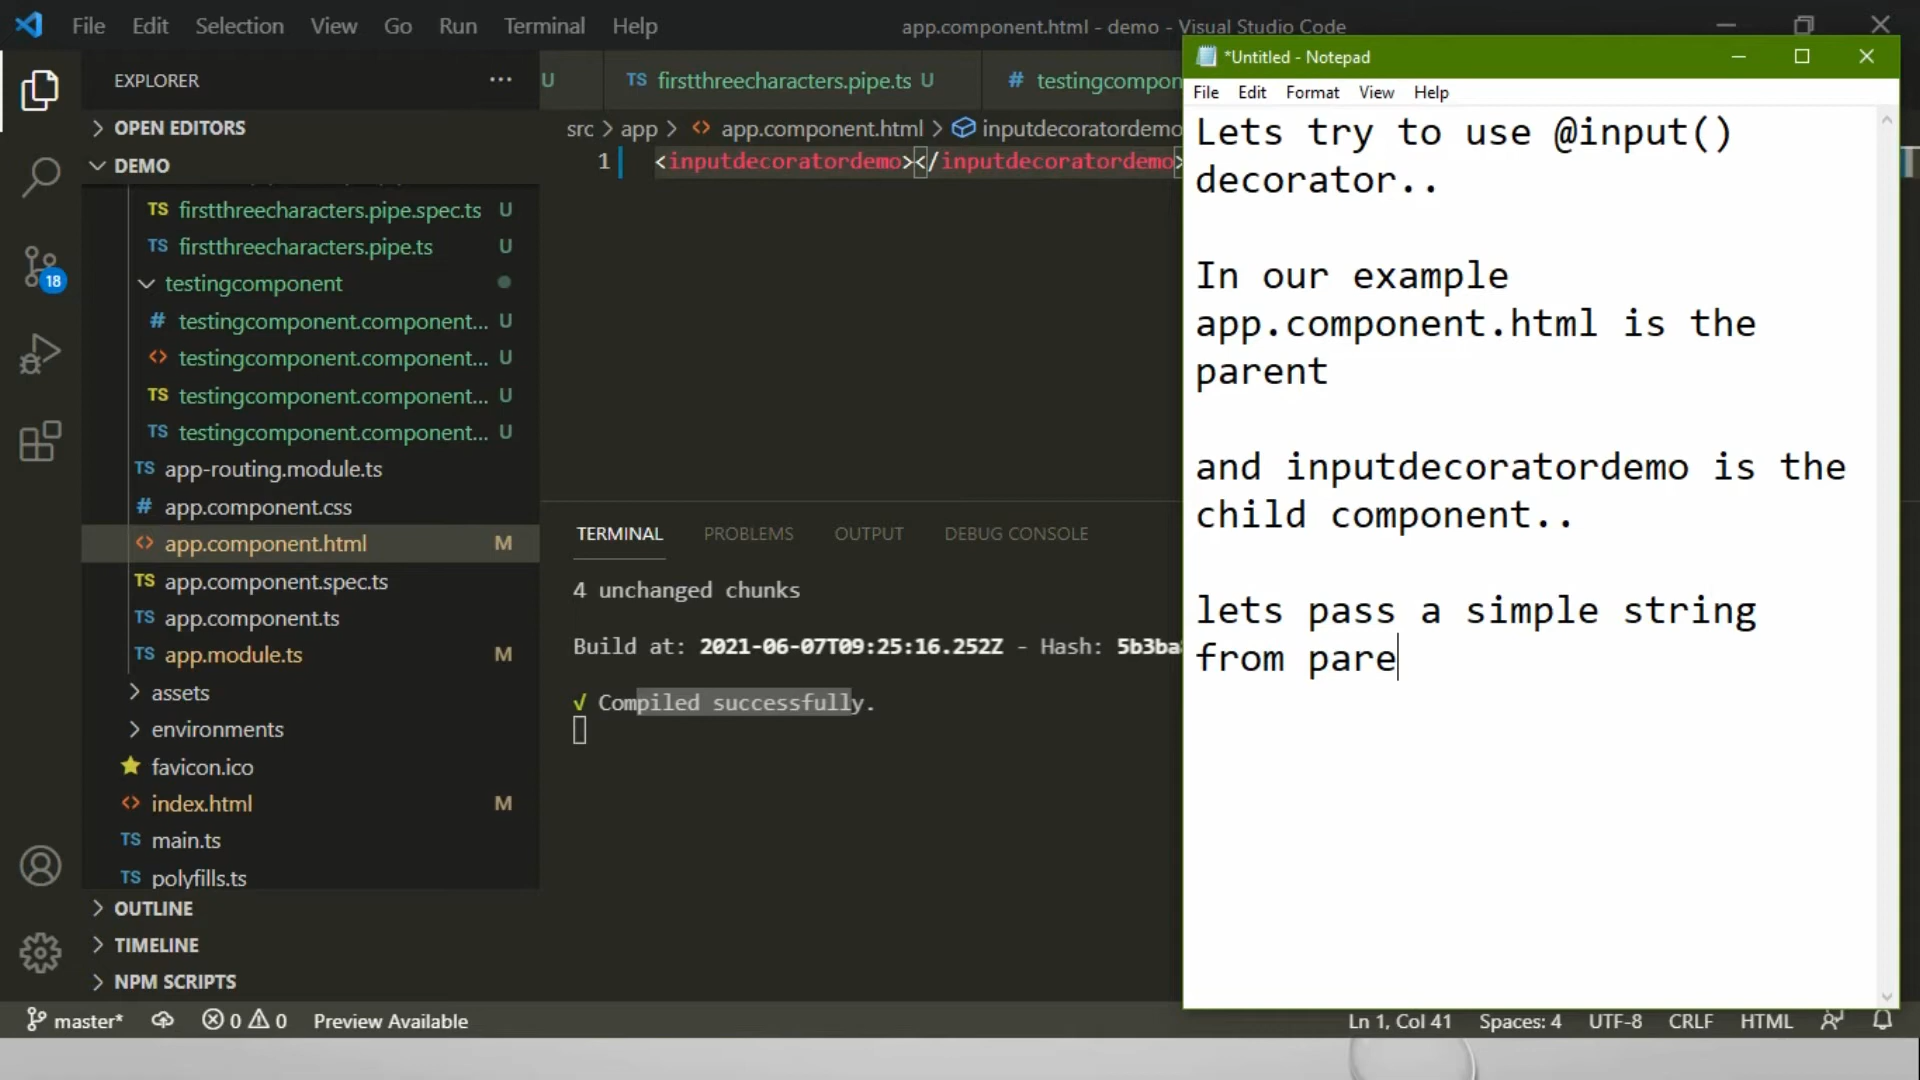 File Edit Selection View Go Run Terminal Help
app.component.html - demo - Visual Studio Code
EXPLORER ...
U
TS firstthreecharacters.pipe.ts U
# testingcompon
OPEN EDITORS
src > app > <> app.component.html > inputdecoratordemo
DEMO
1 <inputdecoratordemo></inputdecoratordemo>
TS firstthreecharacters.pipe.spec.ts U
TS firstthreecharacters.pipe.ts U
testingcomponent
# testingcomponent.component... U
<> testingcomponent.component... U
TS testingcomponent.component... U
TS testingcomponent.component... U
TS app-routing.module.ts
# app.component.css
<> app.component.html M
TS app.component.spec.ts
TS app.component.ts
TS app.module.ts M
assets
environments
favicon.ico
<> index.html M
TS main.ts
TS polyfills.ts
OUTLINE
TIMELINE
NPM SCRIPTS
18
TERMINAL PROBLEMS OUTPUT DEBUG CONSOLE
4 unchanged chunks
Build at: 2021-06-07T09:25:16.252Z - Hash: 5b3ba
√ Compiled successfully.
*Untitled - Notepad
File Edit Format View Help
Lets try to use @input()
decorator..
In our example
app.component.html is the
parent
and inputdecoratordemo is the
child component..
lets pass a simple string
from pare
master* 0 0 Preview Available
Ln 1, Col 41 Spaces: 4 UTF-8 CRLF HTML